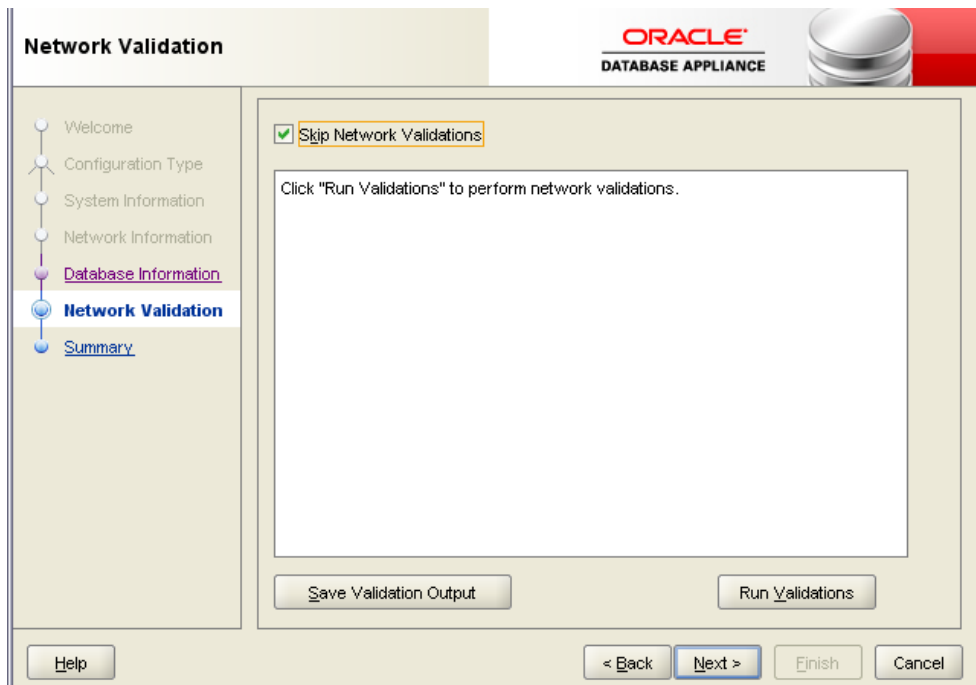 Network Validation
ORACLE
DATABASE APPLIANCE
Welcome
Configuration Type
System Information
Network Information
Database Information
Network Validation
Summary
Skip Network Validations
Click "Run Validations" to perform network validations.
Save Validation Output
Run Validations
Help
< Back
Next >
Finish
Cancel